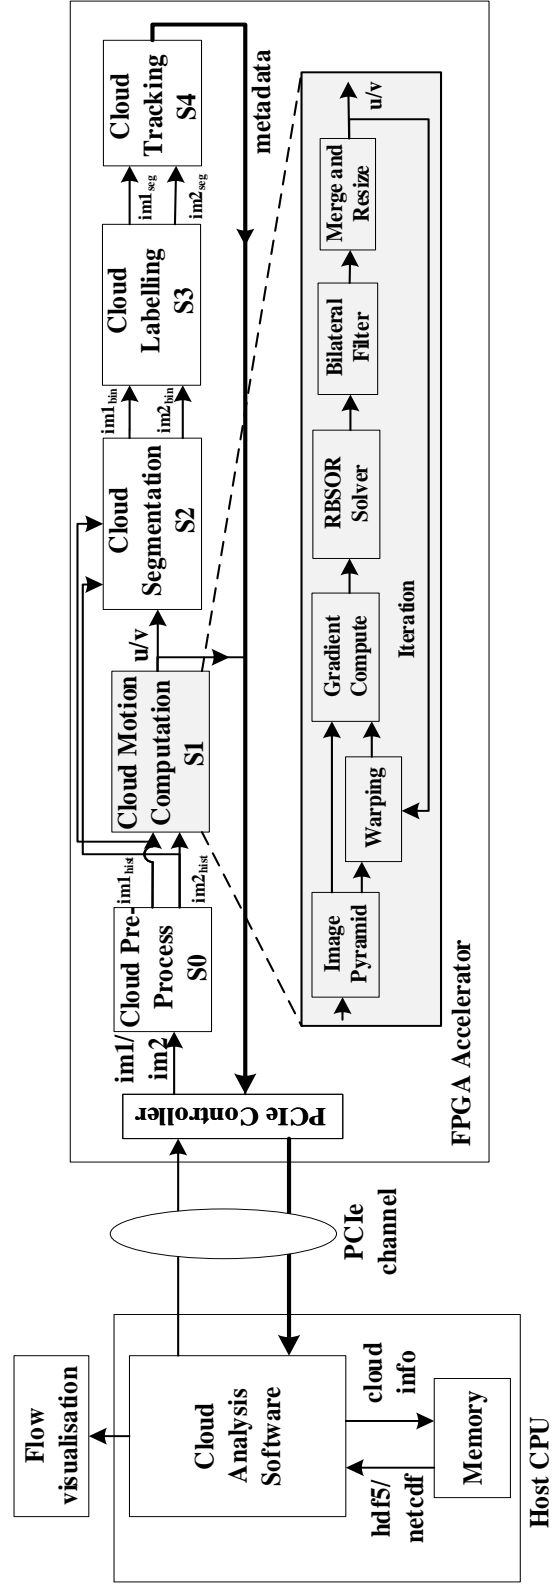 Flow
visualisation
Cloud
Analysis
Software
hdf5/
netcdf
cloud
info
Memory
Host CPU
PCIe
channel
PCIe Controller
im1/
im2
Cloud Pre-
Process
S0
im1hist
im2hist
Cloud Motion
Computation
S1
u/v
Cloud
Segmentation
S2
im1bin
im2bin
Cloud
Labelling
S3
im1seg
im2seg
Cloud
Tracking
S4
metadata
Image
Pyramid
Warping
Gradient
Compute
RBSOR
Solver
Bilateral
Filter
Merge and
Resize
u/v
Iteration
FPGA Accelerator